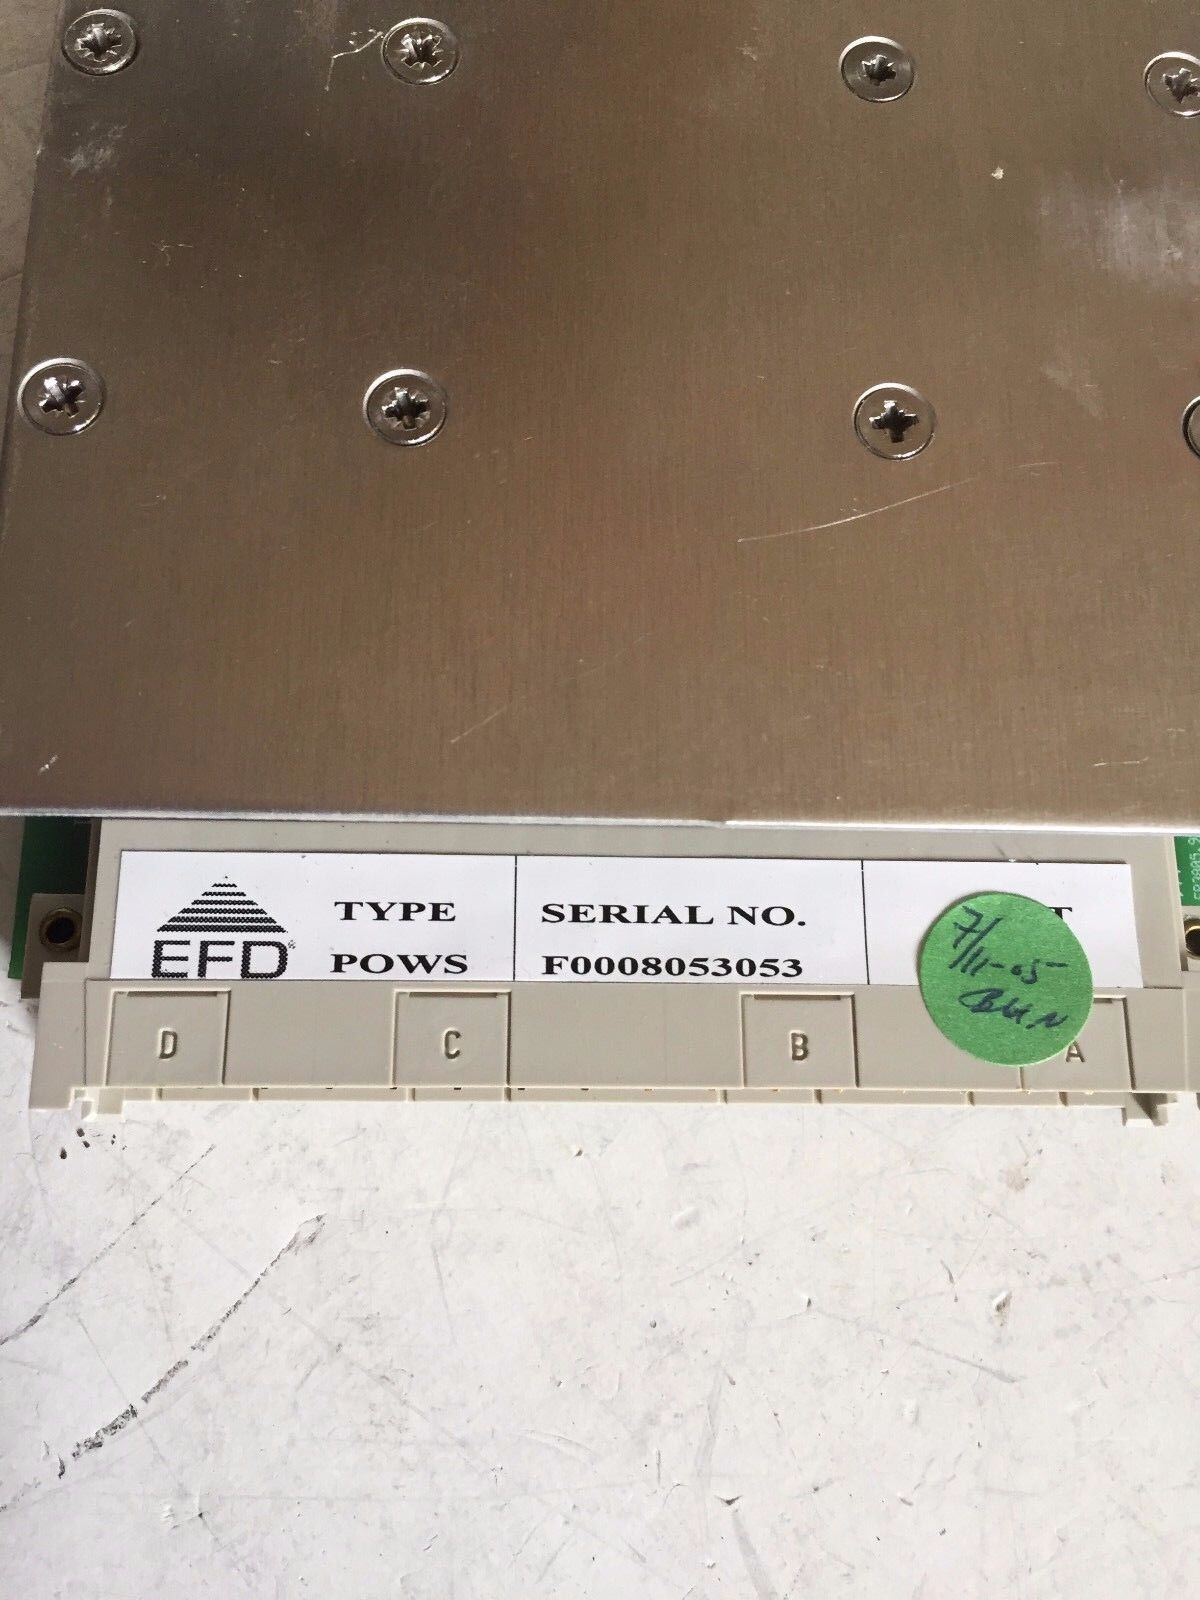 TYPE
SERIAL NO.
T
EFD®
POWS
F0008053053
7/11-05-
D
C
B
A